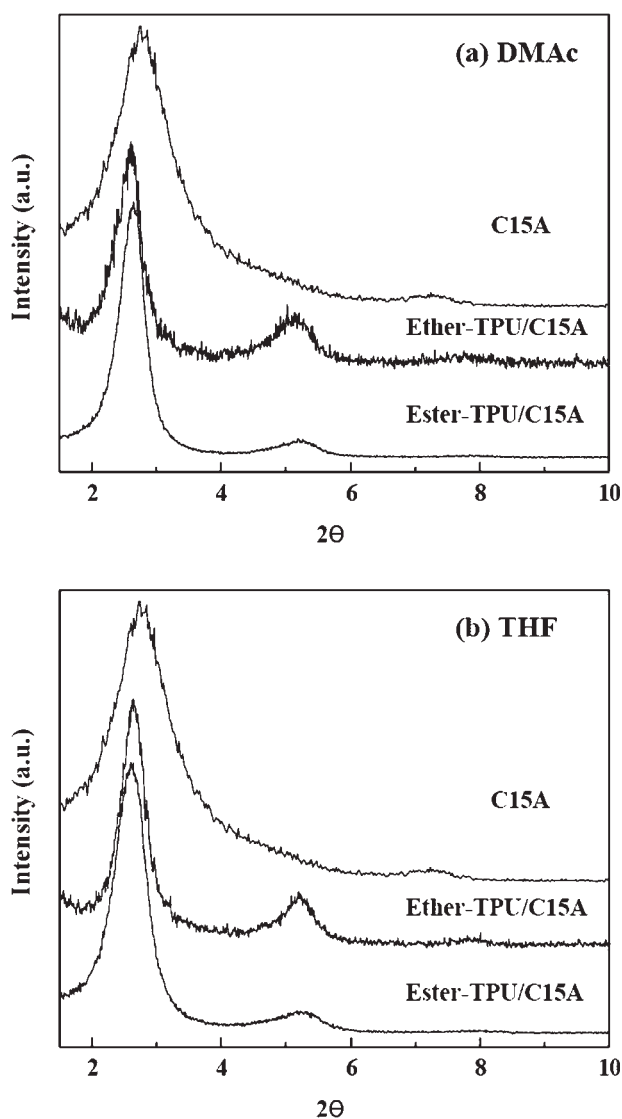 (a) DMAc
Intensity (a.u.)
C15A
Ether-TPU/C15A
Ester-TPU/C15A
2 4 6 8 10
2Θ
(b) THF
Intensity (a.u.)
C15A
Ether-TPU/C15A
Ester-TPU/C15A
2 4 6 8 10
2Θ